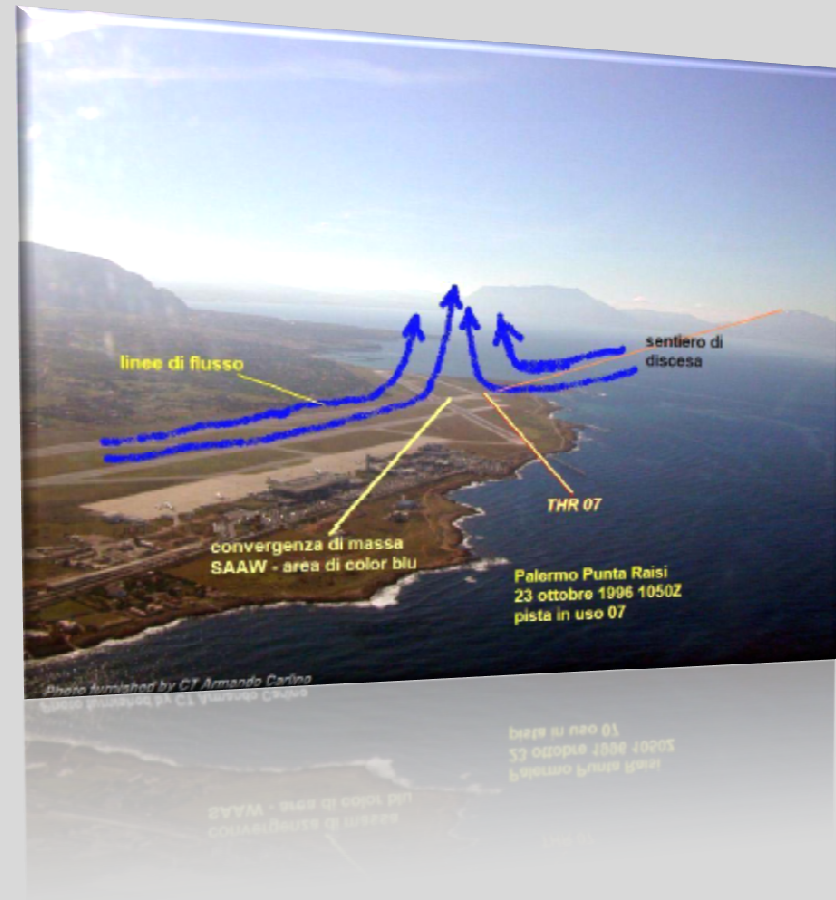 linee di flusso
sentiero di
discesa
THR 07
convergenza di massa
SAAW - area di color blu
Palermo Punta Raisi
23 ottobre 1996 1050Z
pista in uso 07
Photo furnished by CT Armando Carlino